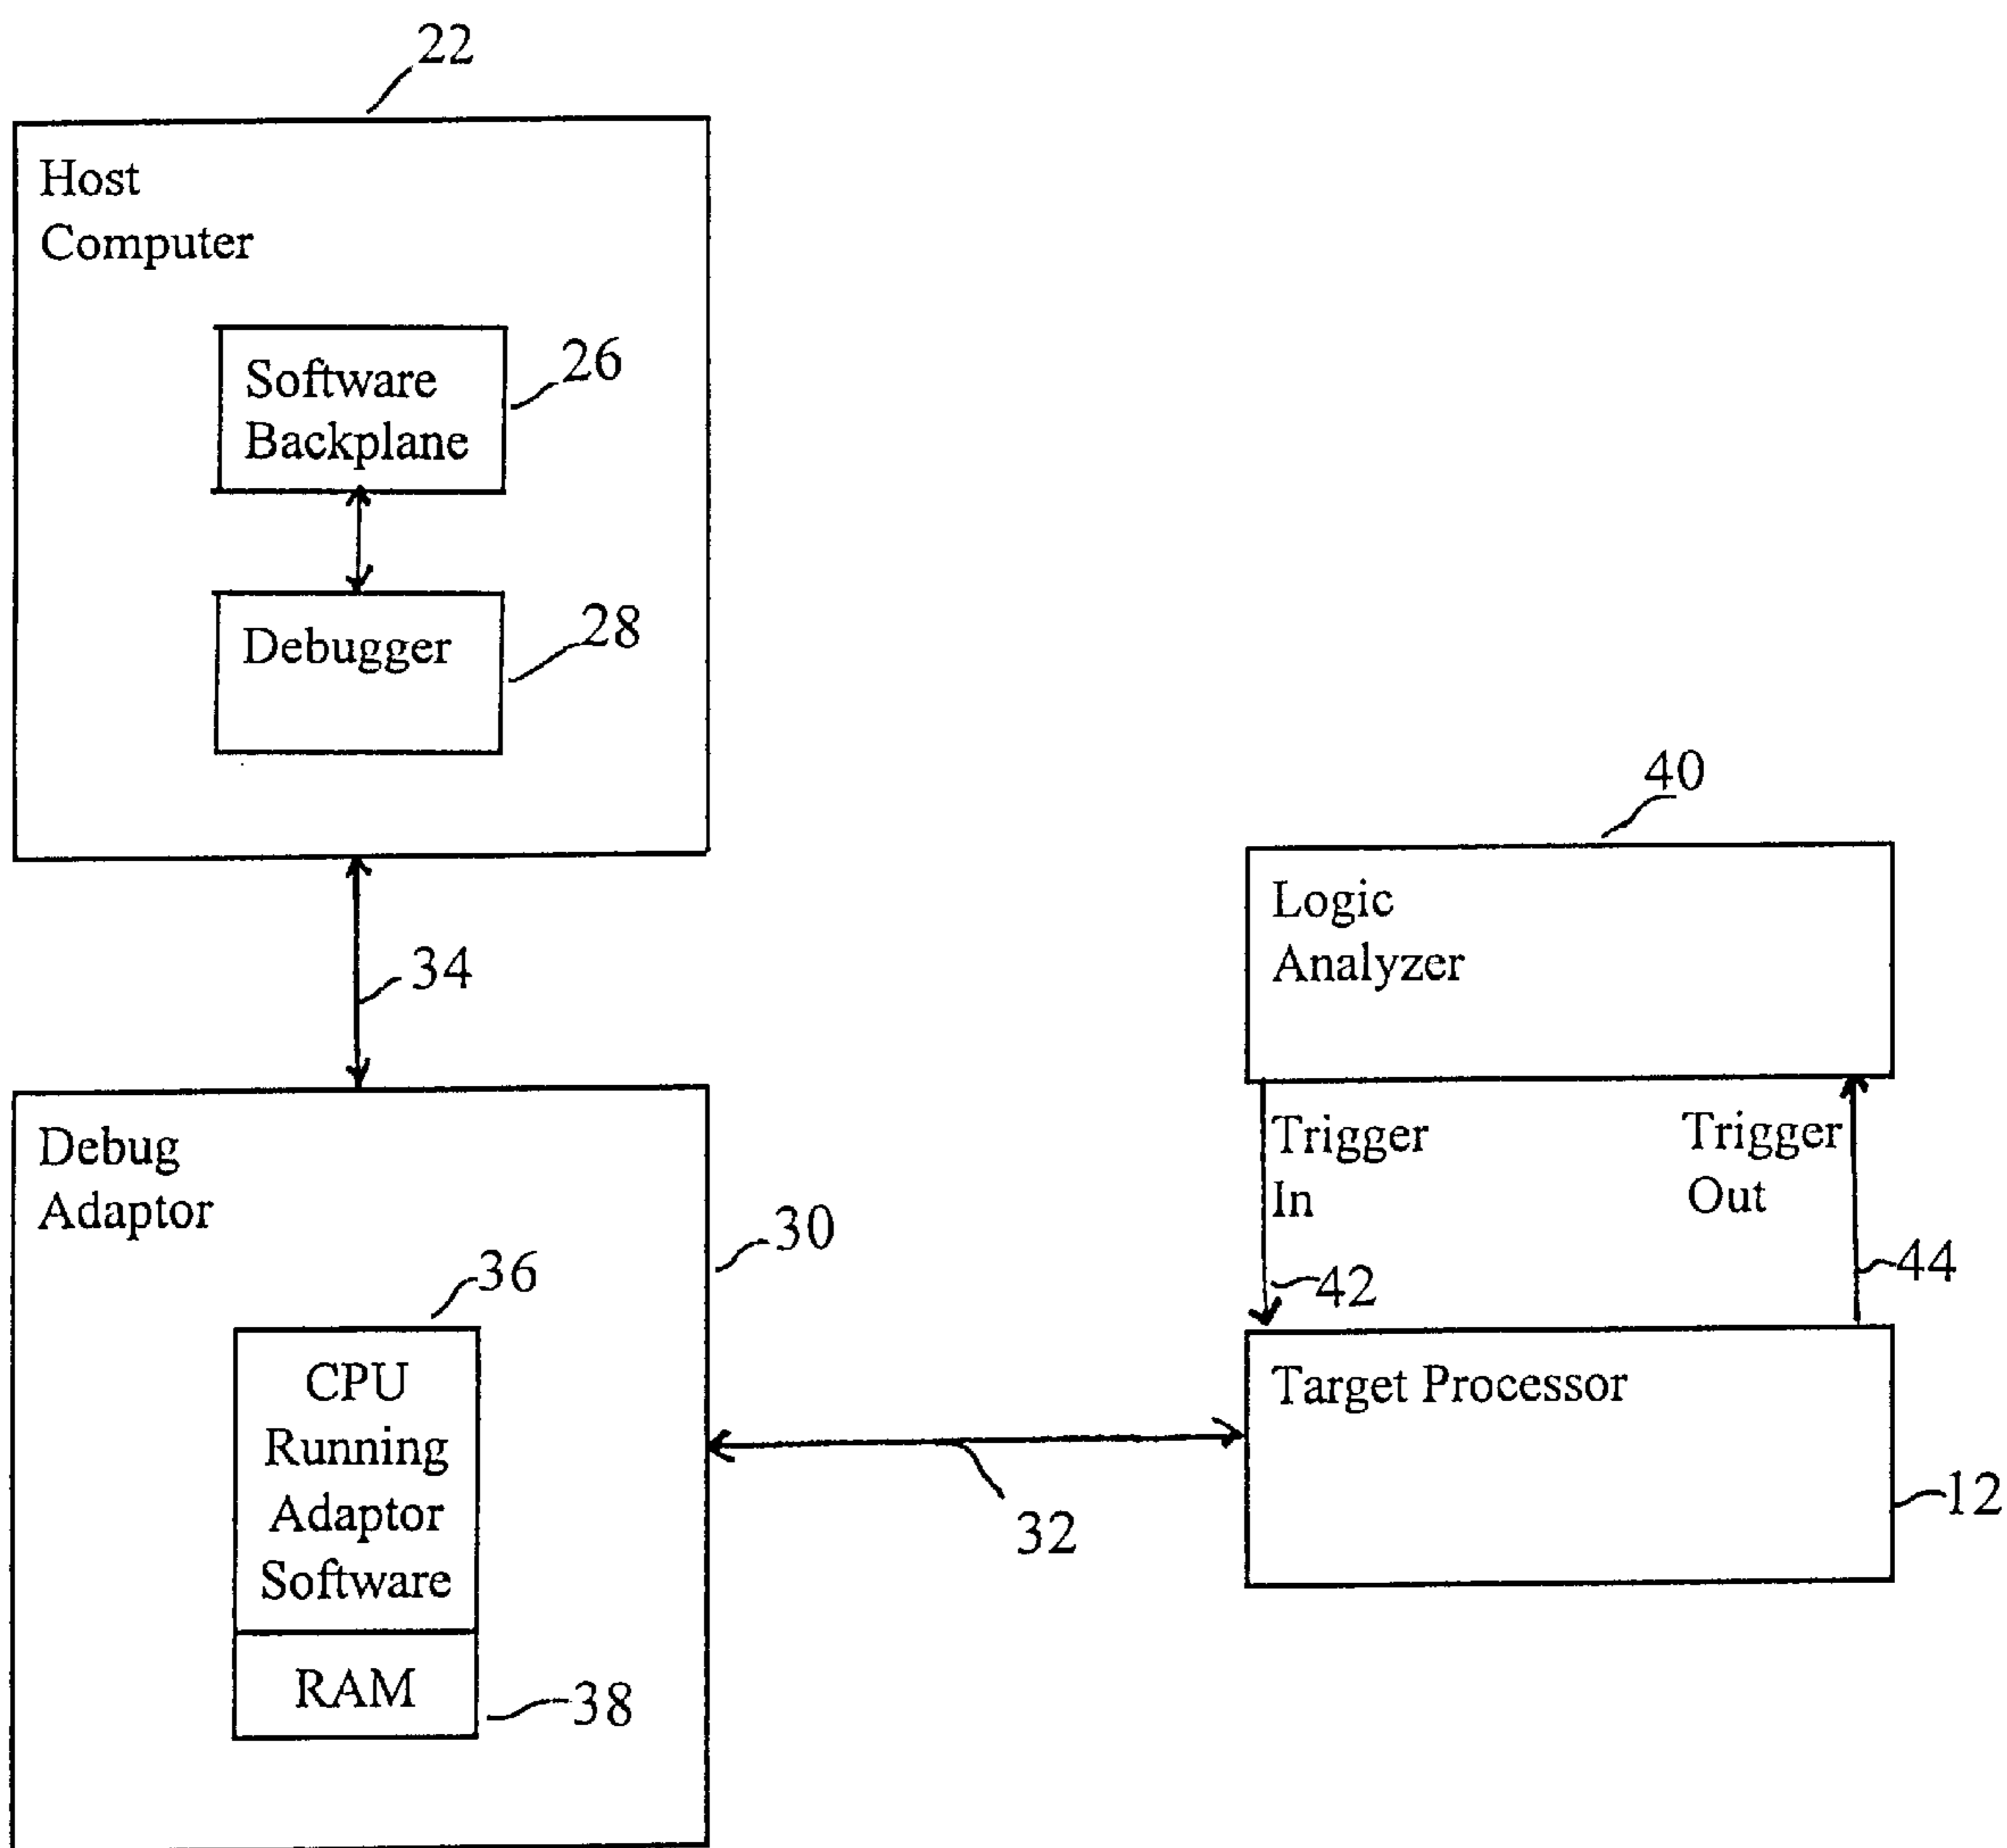 22
Host
Computer
Software
Backplane
26
Debugger
28
34
Debug
Adaptor
30
36
CPU
Running
Adaptor
Software
RAM
38
32
40
Logic
Analyzer
Trigger
In
Trigger
Out
42
44
Target Processor
12